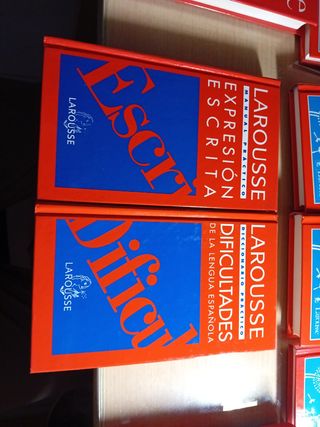 LAROUSSE
MANUAL PRÁCTICO
EXPRESIÓN
ESCRITA
Escri
LAROUSSE
LAROUSSE
DICCIONARIO PRÁCTICO
DIFICULTADES
DE LA LENGUA ESPAÑOLA
Dificul
LAROUSSE